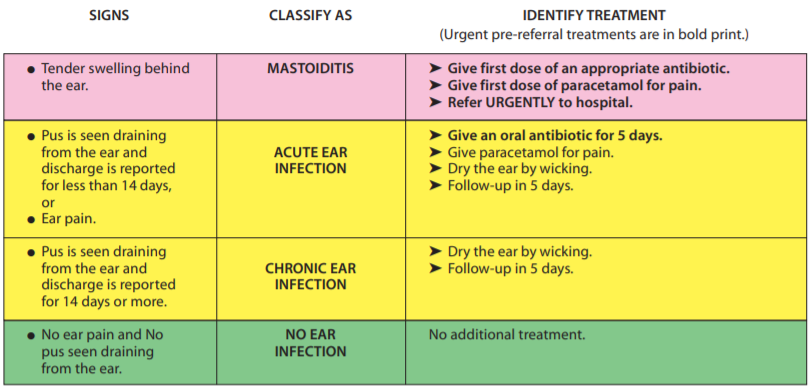 SIGNS
CLASSIFY AS
IDENTIFY TREATMENT
(Urgent pre-referral treatments are in bold print.)
● Tender swelling behind
the ear.
MASTOIDITIS
➤ Give first dose of an appropriate antibiotic.
➤ Give first dose of paracetamol for pain.
➤ Refer URGENTLY to hospital.
● Pus is seen draining
from the ear and
discharge is reported
for less than 14 days,
or
● Ear pain.
ACUTE EAR
INFECTION
➤ Give an oral antibiotic for 5 days.
➤ Give paracetamol for pain.
➤ Dry the ear by wicking.
➤ Follow-up in 5 days.
● Pus is seen draining
from the ear and
discharge is reported
for 14 days or more.
CHRONIC EAR
INFECTION
➤ Dry the ear by wicking.
➤ Follow-up in 5 days.
● No ear pain and No
pus seen draining
from the ear.
NO EAR
INFECTION
No additional treatment.